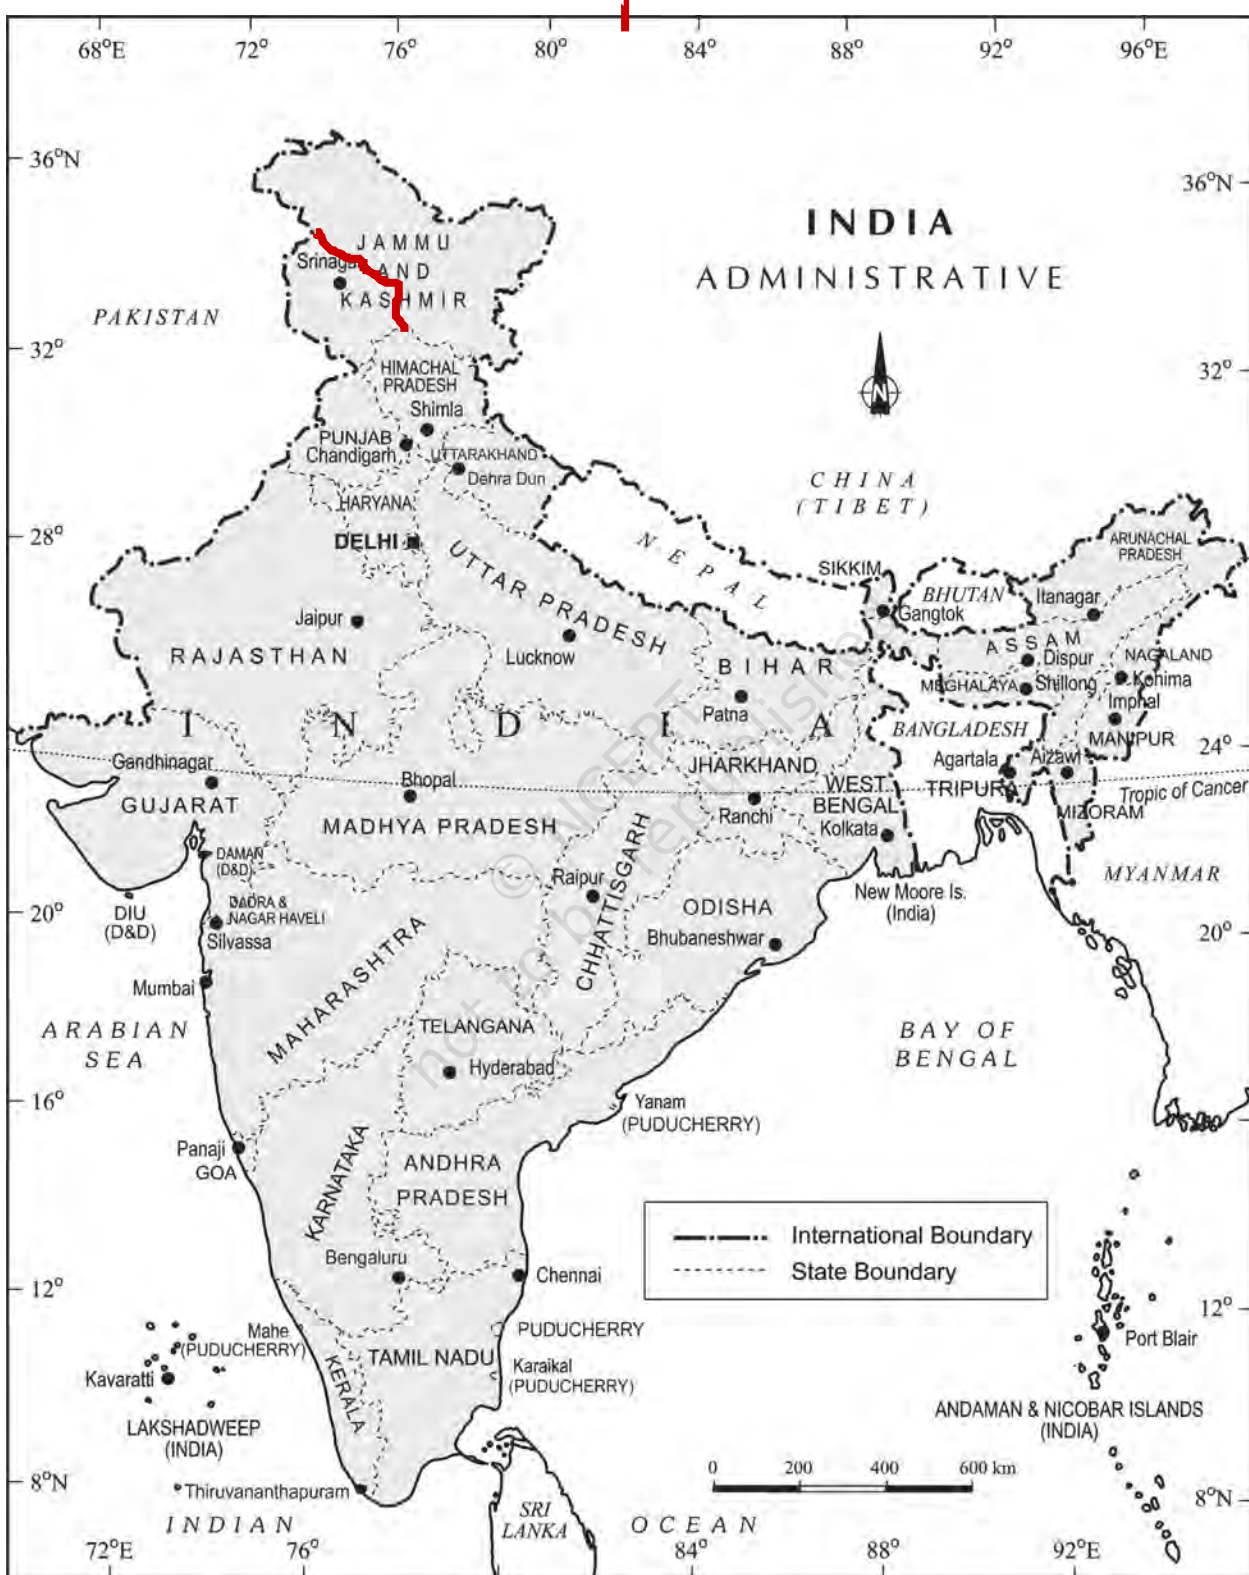 68°E 72° 76° 80° 84° 88° 92° 96°E
36°N
36°N
INDIA
ADMINISTRATIVE
JAMMU
AND
KASHMIR
Srinagar
PAKISTAN
32°
32°
N
HIMACHAL
PRADESH
Shimla
PUNJAB
Chandigarh
UTTARAKHAND
Dehra Dun
CHINA
(TIBET)
HARYANA
28°
DELHI
NEPAL
ARUNACHAL
PRADESH
UTTAR PRADESH
SIKKIM
BHUTAN
Itanagar
Gangtok
Jaipur
RAJASTHAN
Lucknow
BIHAR
ASSAM
Dispur
NAGALAND
Kohima
MEGHALAYA
Shillong
Patna
Imphal
INDIA
BANGLADESH
MANIPUR
24°
Gandhinagar
Bhopal
JHARKHAND
WEST
BENGAL
Agartala
Aizawl
TRIPURA
Tropic of Cancer
GUJARAT
MADHYA PRADESH
Ranchi
MIZORAM
Kolkata
DAMAN
(D&D)
CHHATTISGARH
Raipur
MYANMAR
New Moore Is.
(India)
20°
20°
DIU
(D&D)
DADRA &
NAGAR HAVELI
Silvassa
ODISHA
Bhubaneshwar
Mumbai
MAHARASHTRA
ARABIAN
SEA
TELANGANA
Hyderabad
BAY OF
BENGAL
© NCERT
not to be republished
16°
Yanam
(PUDUCHERRY)
Panaji
GOA
KARNATAKA
ANDHRA
PRADESH
International Boundary
State Boundary
Bengaluru
Chennai
12°
12°
Mahe
(PUDUCHERRY)
PUDUCHERRY
Port Blair
Kavaratti
KERALA
TAMIL NADU
Karaikal
(PUDUCHERRY)
LAKSHADWEEP
(INDIA)
ANDAMAN & NICOBAR ISLANDS
(INDIA)
0 200 400 600 km
8°N
8°N
Thiruvananthapuram
SRI
LANKA
INDIAN OCEAN
72°E 76° 84° 88° 92°E